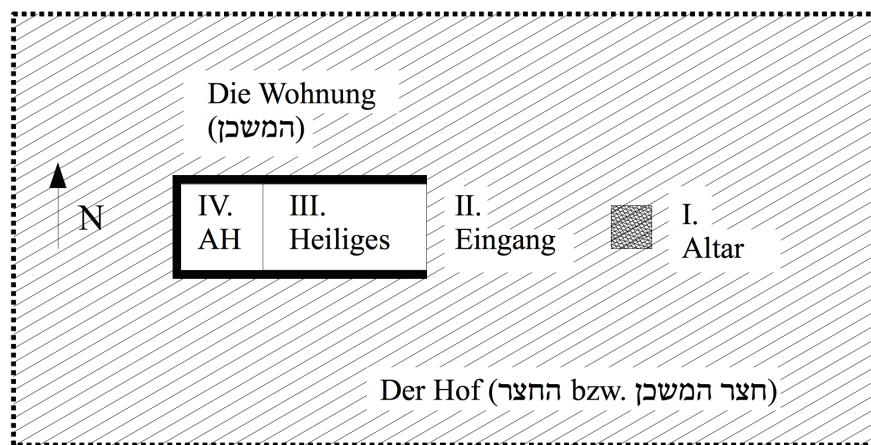 Die Wohnung
(המשכן)
N
IV.
AH
III.
Heiliges
II.
Eingang
I.
Altar
Der Hof (חצר המשכן bzw. החצר)